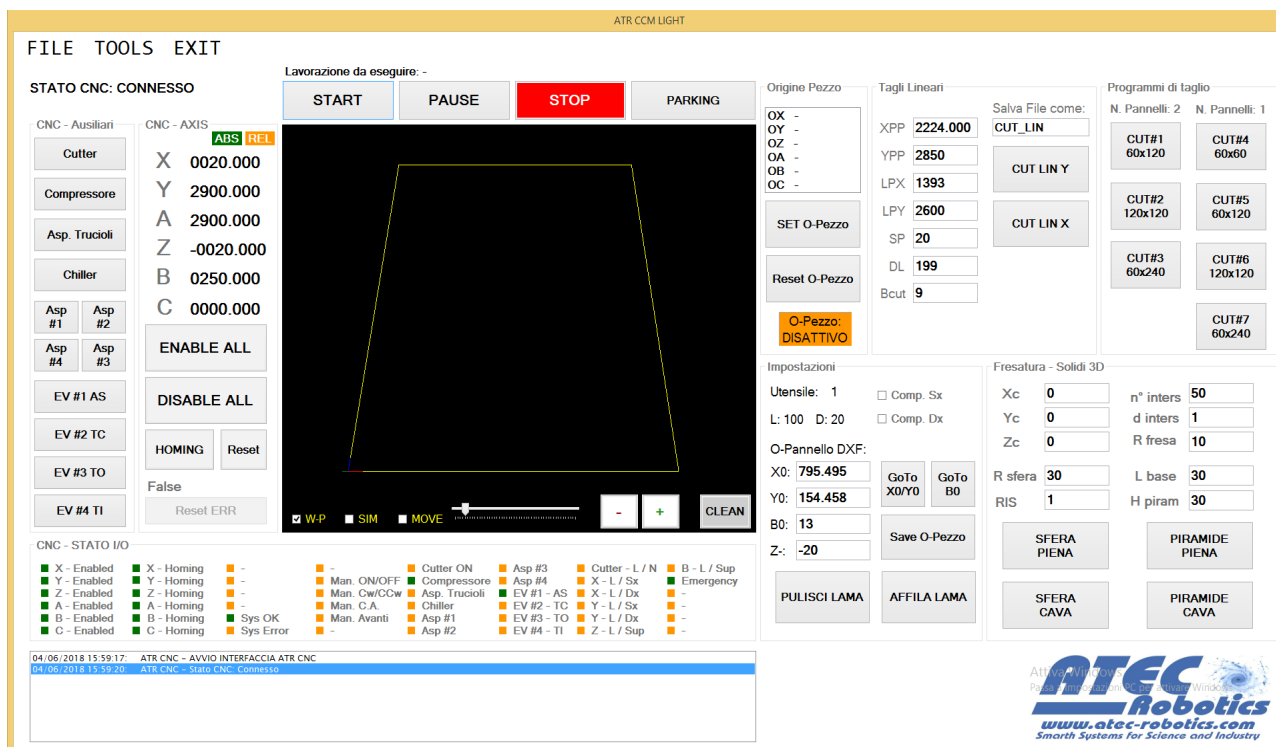 ATR CCM LIGHT
FILE TOOLS EXIT
STATO CNC: CONNESSO
Lavorazione da eseguire: -
START PAUSE STOP PARKING
CNC - Ausiliari
Cutter
Compressore
Asp. Trucioli
Chiller
Asp #1
Asp #2
Asp #4
Asp #3
EV #1 AS
EV #2 TC
EV #3 TO
EV #4 TI
CNC - AXIS
ABS REL
X 0020.000
Y 2900.000
A 2900.000
Z -0020.000
B 0250.000
C 0000.000
ENABLE ALL
DISABLE ALL
HOMING Reset
False
Reset ERR
W-P SIM MOVE - + CLEAN
Origine Pezzo
OX -
OY -
OZ -
OA -
OB -
OC -
SET O-Pezzo
Reset O-Pezzo
O-Pezzo:
DISATTIVO
Tagli Lineari
Salva File come:
XPP 2224.000 CUT_LIN
YPP 2850
LPX 1393
LPY 2600
SP 20
DL 199
Bcut 9
CUT LIN Y
CUT LIN X
Programmi di taglio
N. Pannelli: 2 N. Pannelli: 1
CUT#1
60x120
CUT#4
60x60
CUT#2
120x120
CUT#5
60x120
CUT#3
60x240
CUT#6
120x120
CUT#7
60x240
Impostazioni
Utensile: 1 Comp. Sx
L: 100 D: 20 Comp. Dx
O-Pannello DXF:
X0: 795.495
Y0: 154.458
B0: 13
Z-: -20
GoTo
X0/Y0
GoTo
B0
Save O-Pezzo
PULISCI LAMA AFFILA LAMA
Fresatura - Solidi 3D
Xc 0 n° inters 50
Yc 0 d inters 1
Zc 0 R fresa 10
R sfera 30 L base 30
RIS 1 H piram 30
SFERA
PIENA
PIRAMIDE
PIENA
SFERA
CAVA
PIRAMIDE
CAVA
CNC - STATO I/O
X - Enabled X - Homing - - Cutter ON Asp #3 Cutter - L / N B - L / Sup
Y - Enabled Y - Homing - Man. ON/OFF Compressore Asp #4 X - L / Sx Emergency
Z - Enabled Z - Homing - Man. Cw/CCw Asp. Trucioli EV #1 - AS X - L / Dx -
A - Enabled A - Homing - Man. C.A. Chiller EV #2 - TC Y - L / Sx -
B - Enabled B - Homing Sys OK Man. Avanti Asp #1 EV #3 - TO Y - L / Dx -
C - Enabled C - Homing Sys Error - Asp #2 EV #4 - TI Z - L / Sup -
04/06/2018 15:59:17: ATR CNC - AVVIO INTERFACCIA ATR CNC
04/06/2018 15:59:20: ATR CNC - Stato CNC: Connesso
Attiva Windows
Passa a Impostazioni PC per attivare Windows
ATEC
Robotics
www.atec-robotics.com
Smarth Systems for Science and Industry